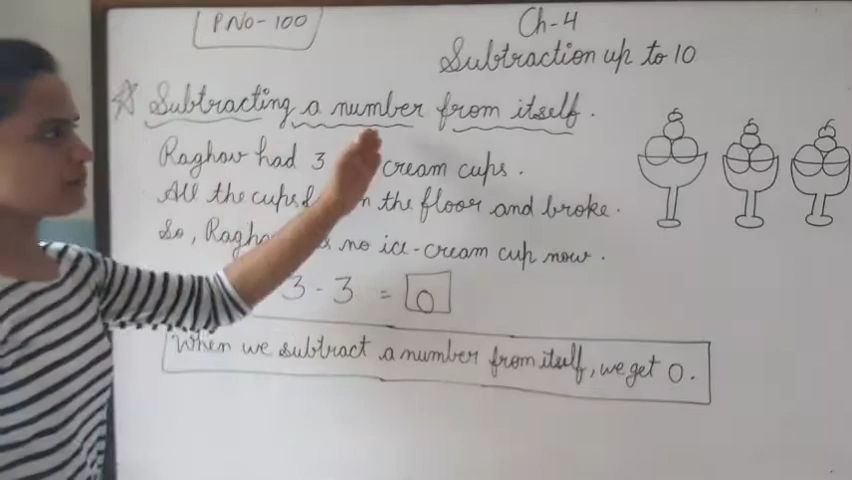 PNO-100
Ch-4
Subtraction up to 10
Subtracting a number from itself.
Raghav had 3 cream cups.
All the cups the floor and broke.
So, no ice-cream cup now.
3 - 3 = 0
When we subtract a number from itself, we get 0.